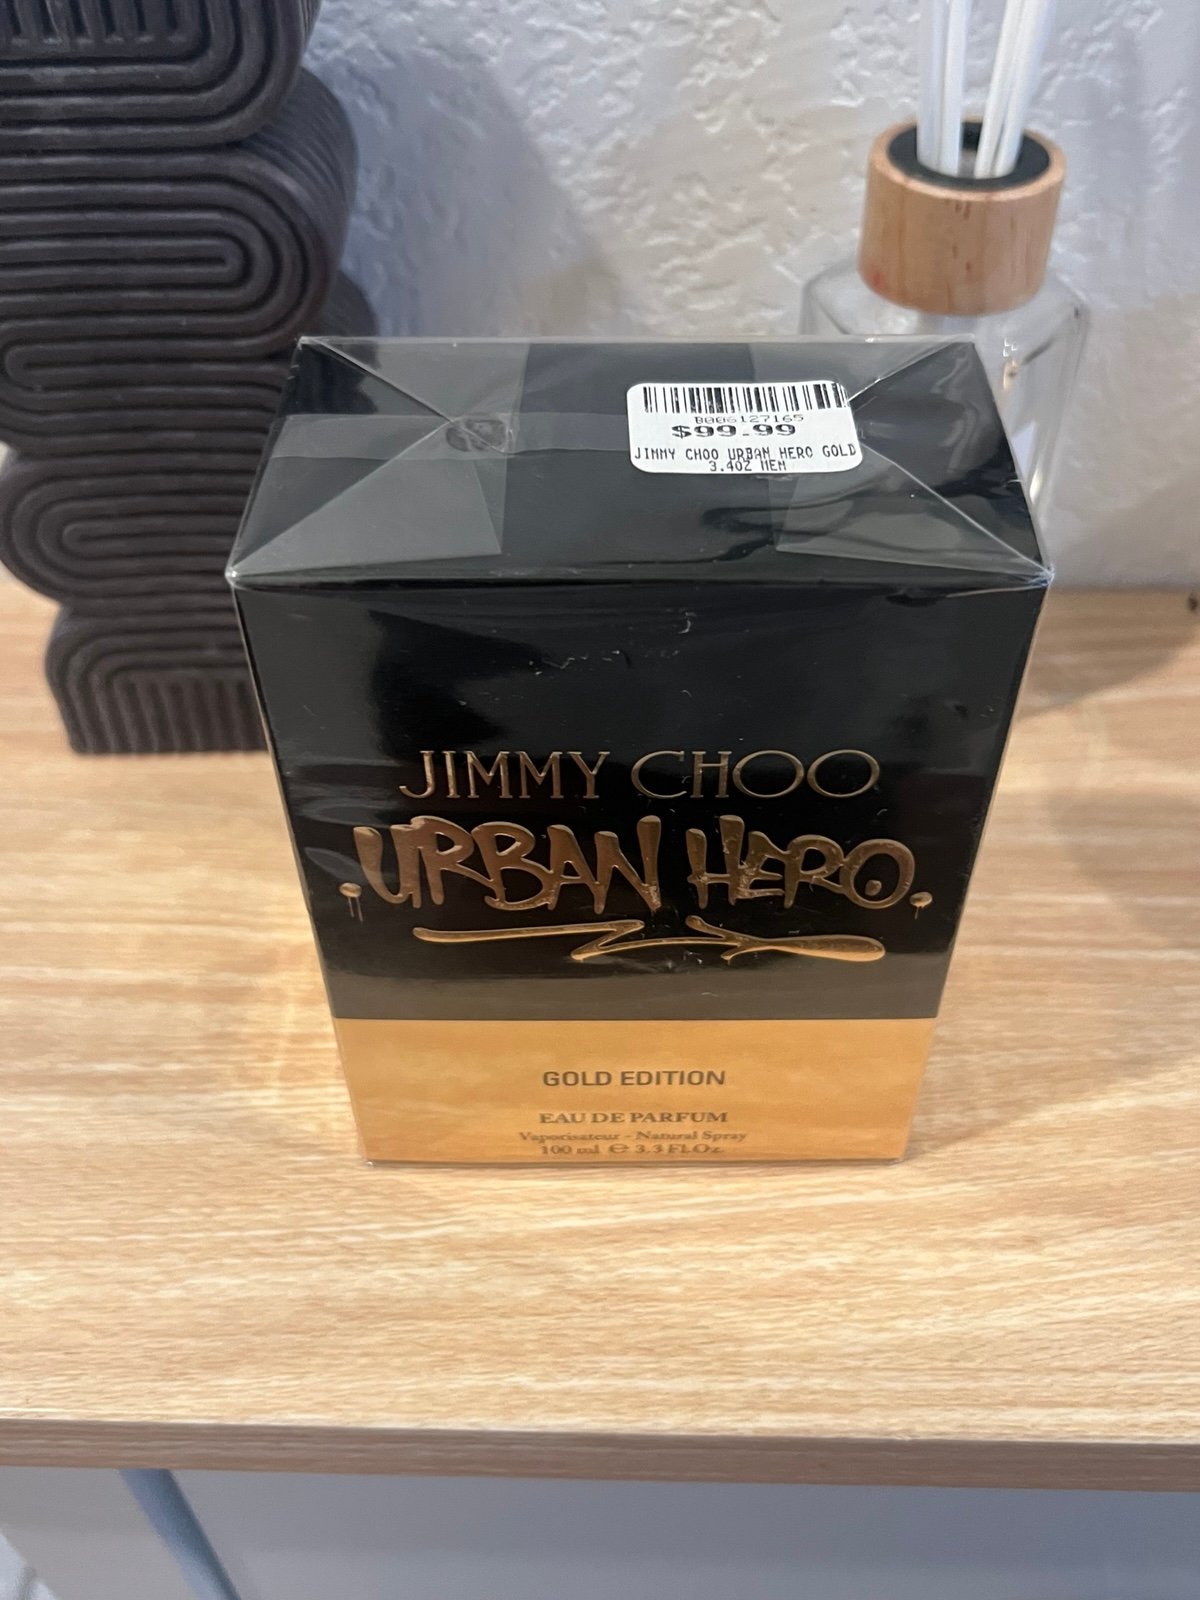 B006127165
$99.99
JIMMY CHOO URBAN HERO GOLD
3.4OZ MEN
JIMMY CHOO
URBAN HERO.
GOLD EDITION
EAU DE PARFUM
Vaporisateur - Natural Spray
100 ml ℮ 3.3 Fl.Oz.